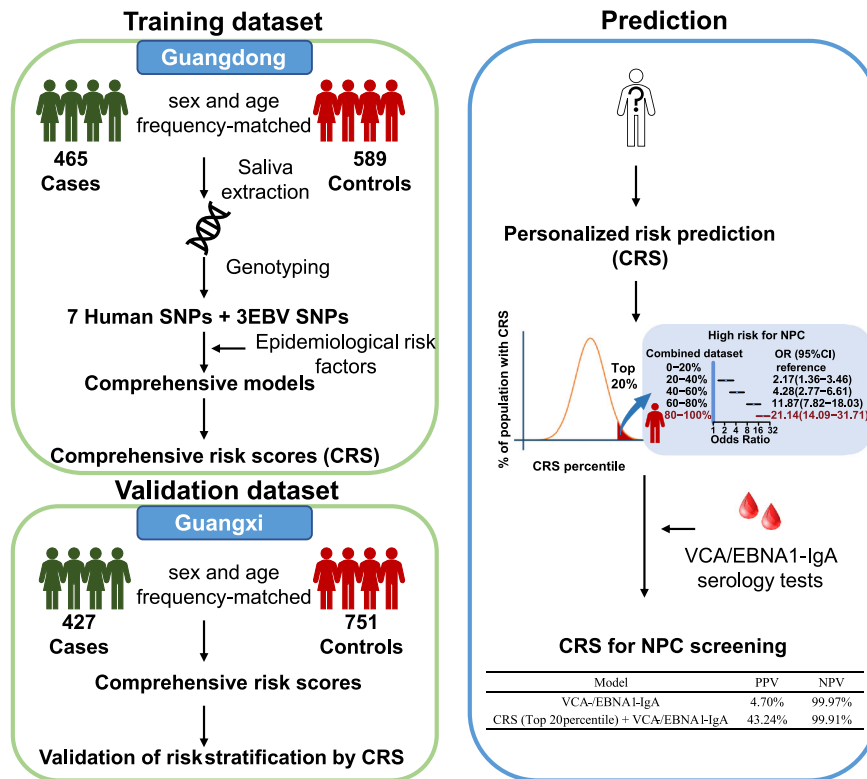 Training dataset
Guangdong
sex and age
frequency-matched
465
Cases
589
Controls
Saliva
extraction
Genotyping
7 Human SNPs + 3EBV SNPs
Epidemiological risk
factors
Comprehensive models
Comprehensive risk scores (CRS)
Validation dataset
Guangxi
sex and age
frequency-matched
427
Cases
751
Controls
Comprehensive risk scores
Validation of risk stratification by CRS
Prediction
?
Personalized risk prediction
(CRS)
% of population with CRS
CRS percentile
Top
20%
High risk for NPC
Combined dataset OR (95%CI)
0−20% reference
20−40% 2.17(1.36−3.46)
40−60% 4.28(2.77−6.61)
60−80% 11.87(7.82−18.03)
80−100% 21.14(14.09−31.71)
1 2 4 8 16 32
Odds Ratio
VCA/EBNA1-IgA
serology tests
CRS for NPC screening
Model PPV NPV
VCA-/EBNA1-IgA 4.70% 99.97%
CRS (Top 20percentile) + VCA-/EBNA1-IgA 43.24% 99.91%